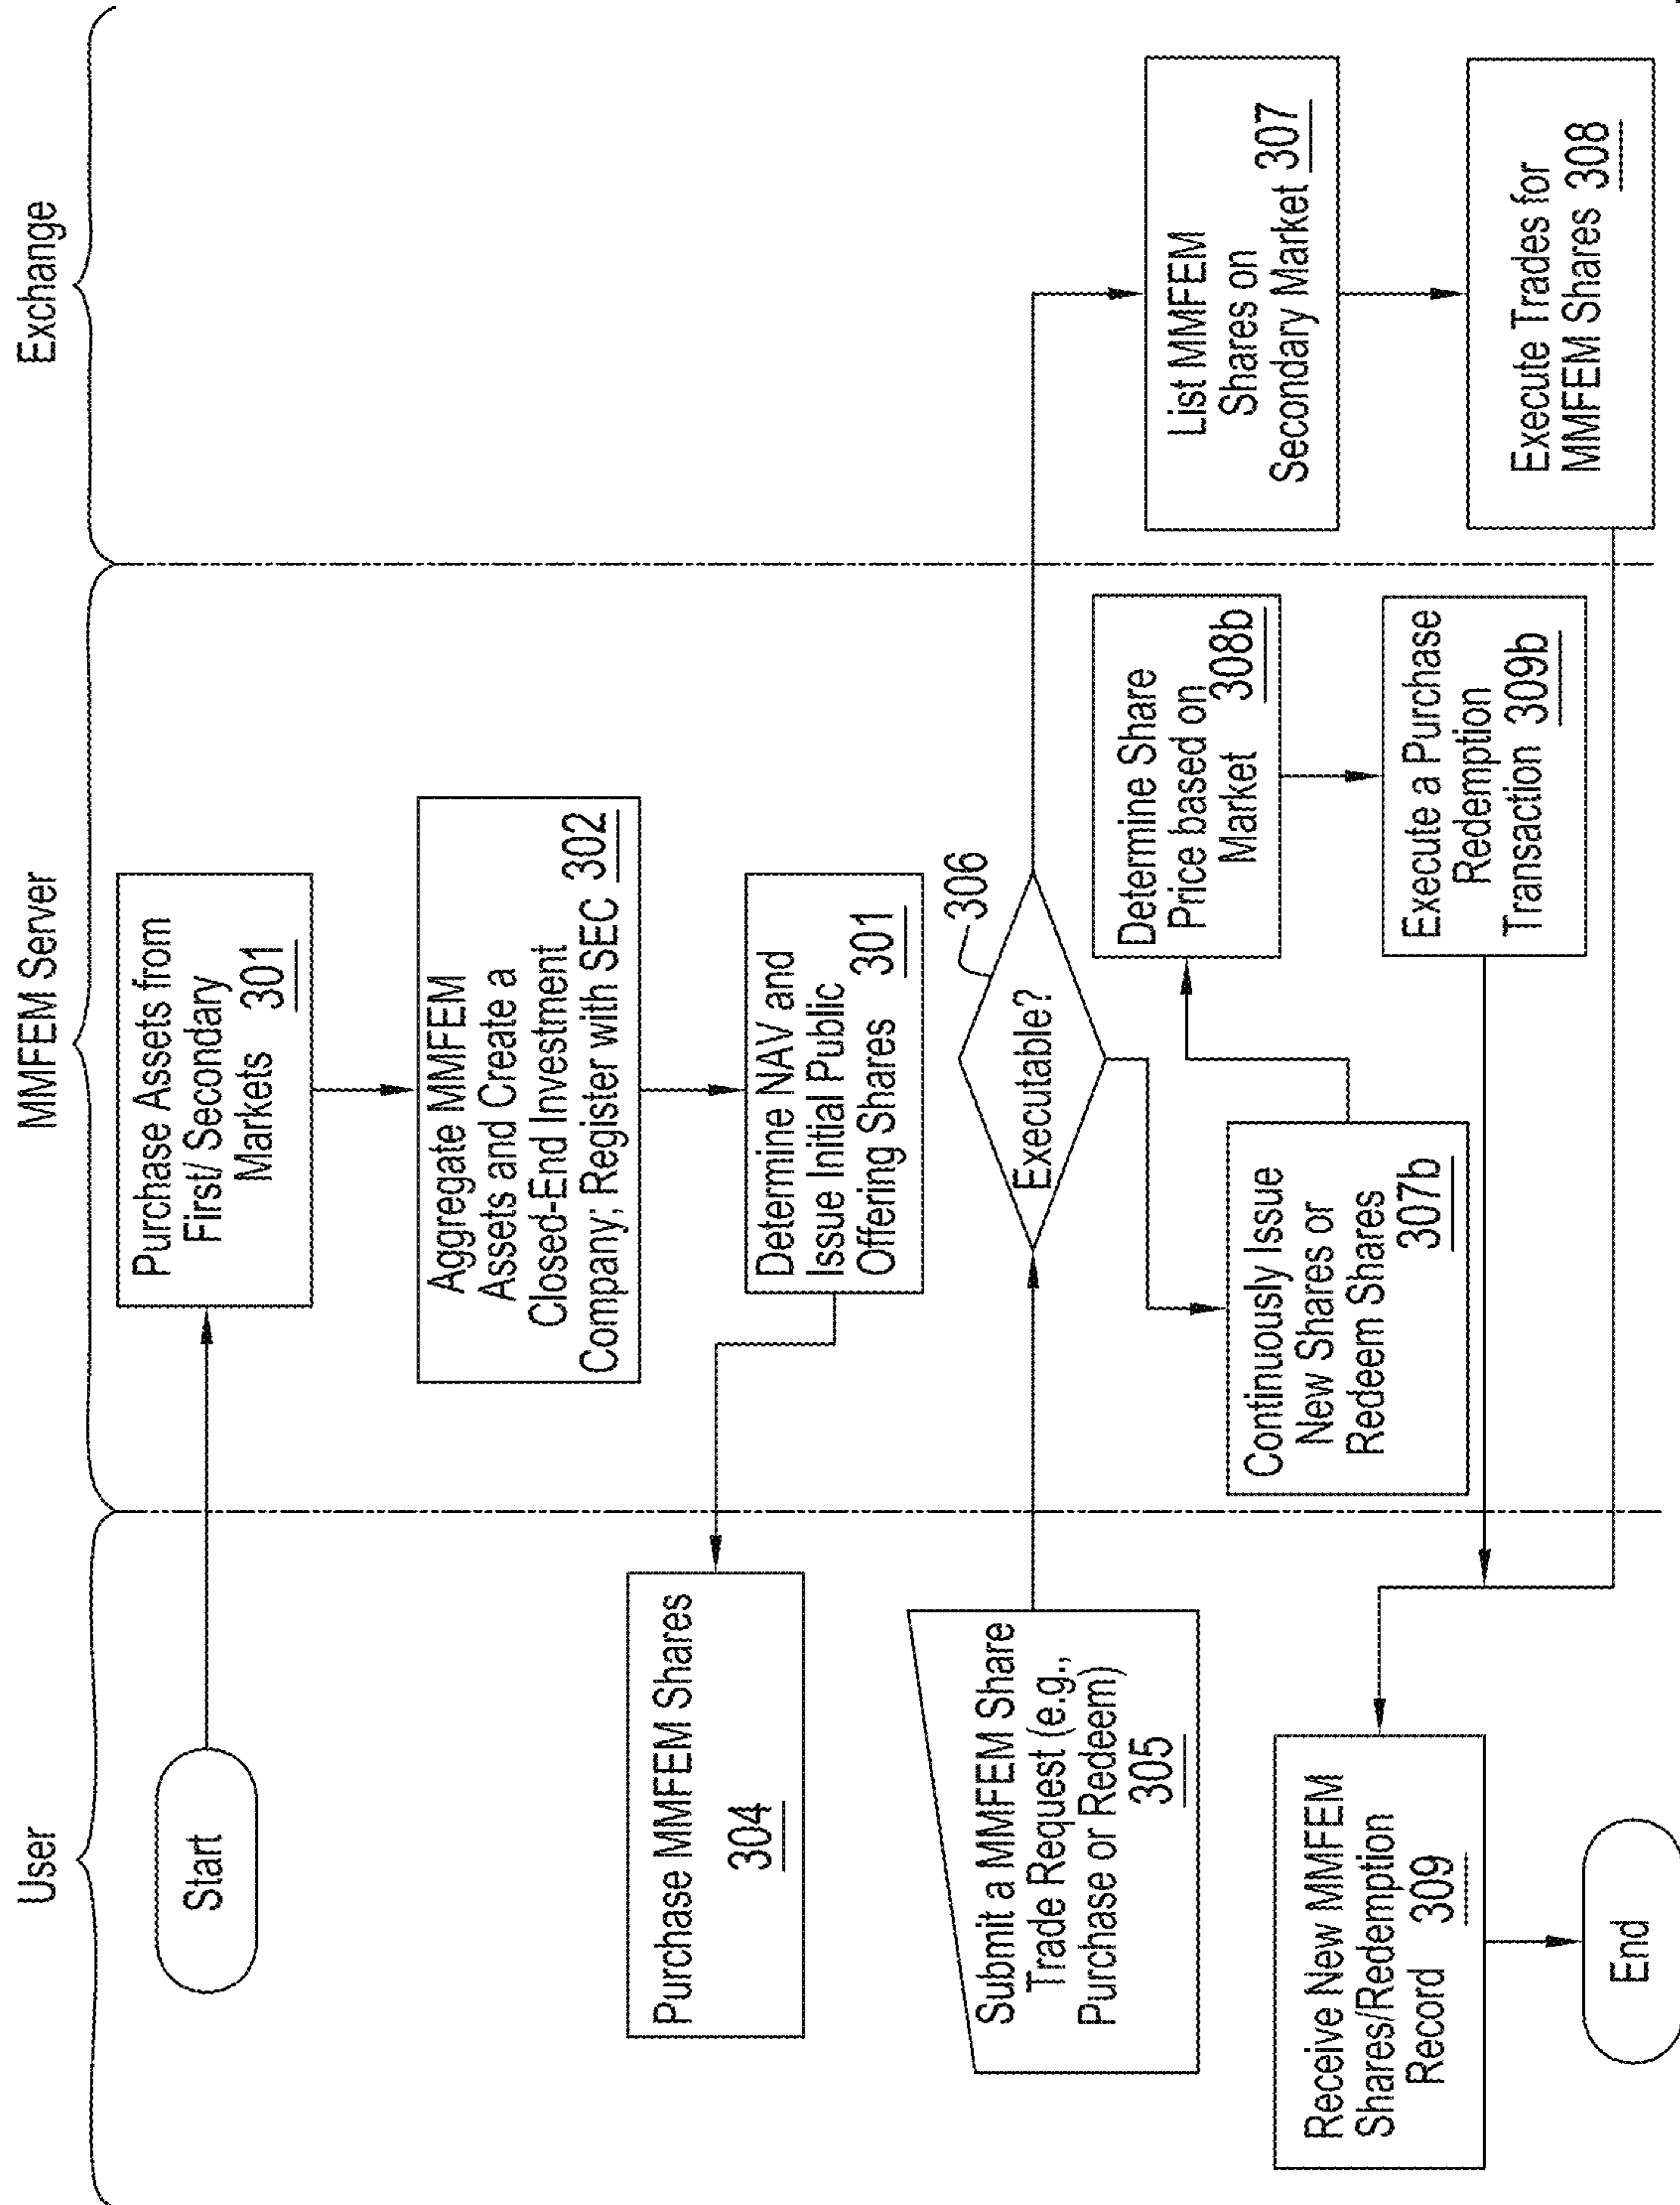 User
MMFEM Server
Exchange
Start
Purchase Assets from
First/ Secondary
Markets 301
Aggregate MMFEM
Assets and Create a
Closed-End Investment
Company; Register with SEC 302
Determine NAV and
Issue Initial Public
Offering Shares 301
Purchase MMFEM Shares
304
Submit a MMFEM Share
Trade Request (e.g.,
Purchase or Redeem)
305
Executable?
306
Continuously Issue
New Shares or
Redeem Shares
307b
Determine Share
Price based on
Market 308b
Execute a Purchase
Redemption
Transaction 309b
List MMFEM
Shares on
Secondary Market 307
Execute Trades for
MMFEM Shares 308
Receive New MMFEM
Shares/Redemption
Record 309
End